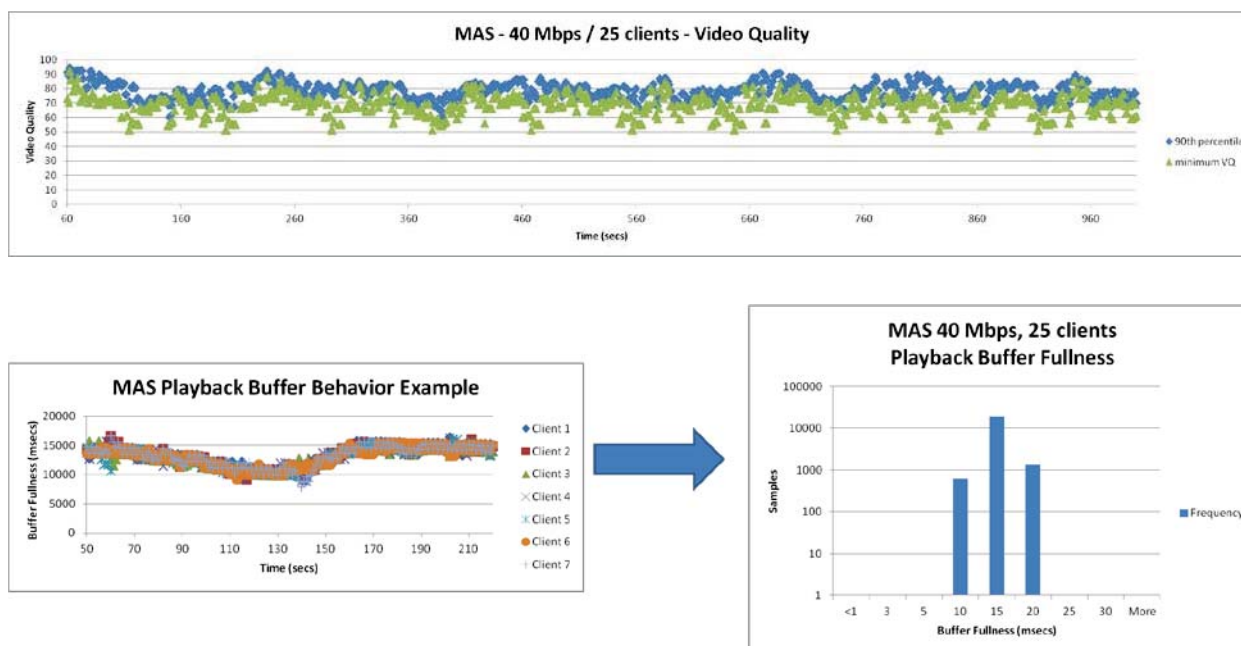 MAS - 40 Mbps / 25 clients - Video Quality
100
90
80
70
60
50
40
30
20
10
0
Video Quality
60 160 260 360 460 560 660 760 860 960
Time (secs)
90th percentile
minimum VQ
MAS Playback Buffer Behavior Example
20000
15000
10000
5000
0
Buffer Fullness (msecs)
50 70 90 110 130 150 170 190 210
Time (secs)
Client 1
Client 2
Client 3
Client 4
Client 5
Client 6
Client 7
MAS 40 Mbps, 25 clients
Playback Buffer Fullness
100000
10000
1000
100
10
1
Samples
<1 3 5 10 15 20 25 30 More
Buffer Fullness (msecs)
Frequency